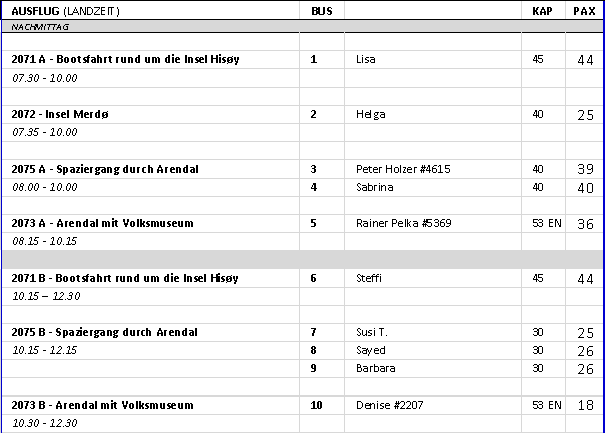 AUSFLUG (LANDZEIT) BUS KAP PAX
NACHMITTAG
2071 A - Bootsfahrt rund um die Insel Hisøy 1 Lisa 45 44
07.30 - 10.00
2072 - Insel Merdø 2 Helga 40 25
07.35 - 10.00
2075 A - Spaziergang durch Arendal 3 Peter Holzer #4615 40 39
08.00 - 10.00 4 Sabrina 40 40
2073 A - Arendal mit Volksmuseum 5 Rainer Pelka #5369 53 EN 36
08.15 - 10.15
2071 B - Bootsfahrt rund um die Insel Hisøy 6 Steffi 45 44
10.15 – 12.30
2075 B - Spaziergang durch Arendal 7 Susi T. 30 25
10.15 - 12.15 8 Sayed 30 26
9 Barbara 30 26
2073 B - Arendal mit Volksmuseum 10 Denise #2207 53 EN 18
10.30 - 12.30